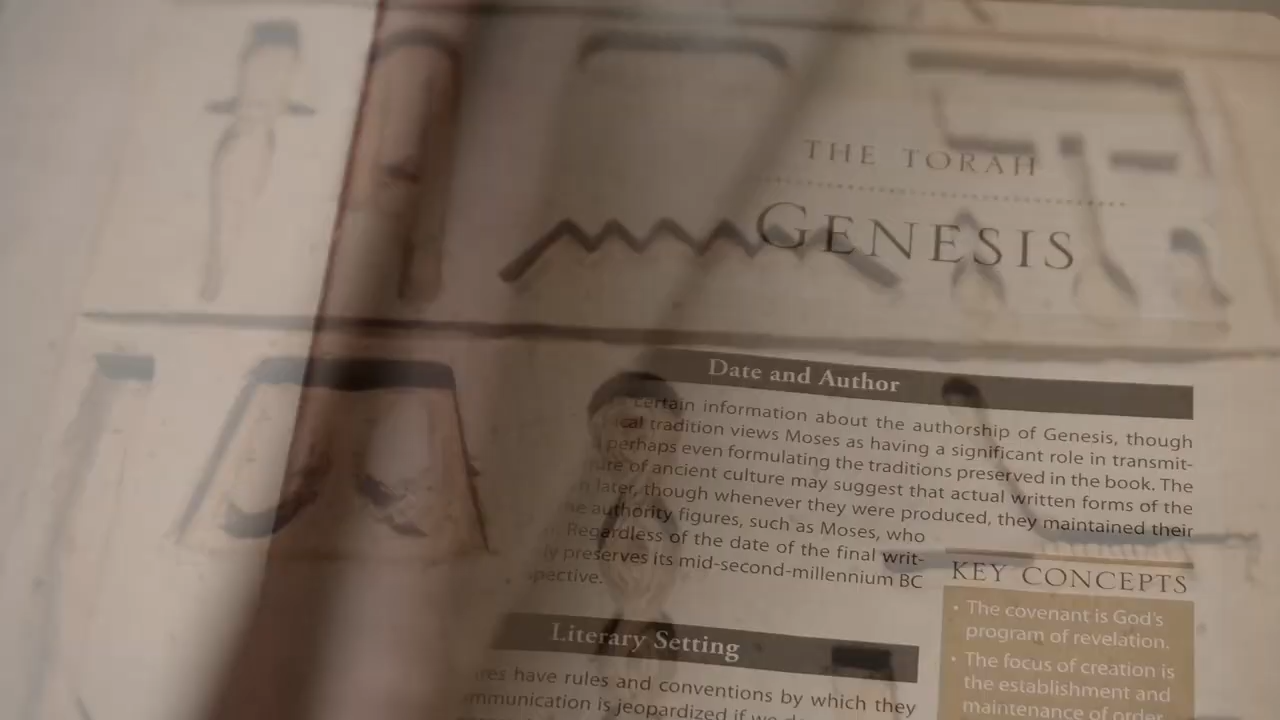 THE TORAH
GENESIS
Date and Author
certain information about the authorship of Genesis, though
tradition views Moses as having a significant role in transmit-
perhaps even formulating the traditions preserved in the book. The
of ancient culture may suggest that actual written forms of the
later, though whenever they were produced, they maintained their
authority figures, such as Moses, who
Regardless of the date of the final writ-
preserves its mid-second-millennium BC
KEY CONCEPTS
• The covenant is God's
program of revelation.
• The focus of creation is
the establishment and
maintenance of order
Literary Setting
have rules and conventions by which they
is jeopardized if we